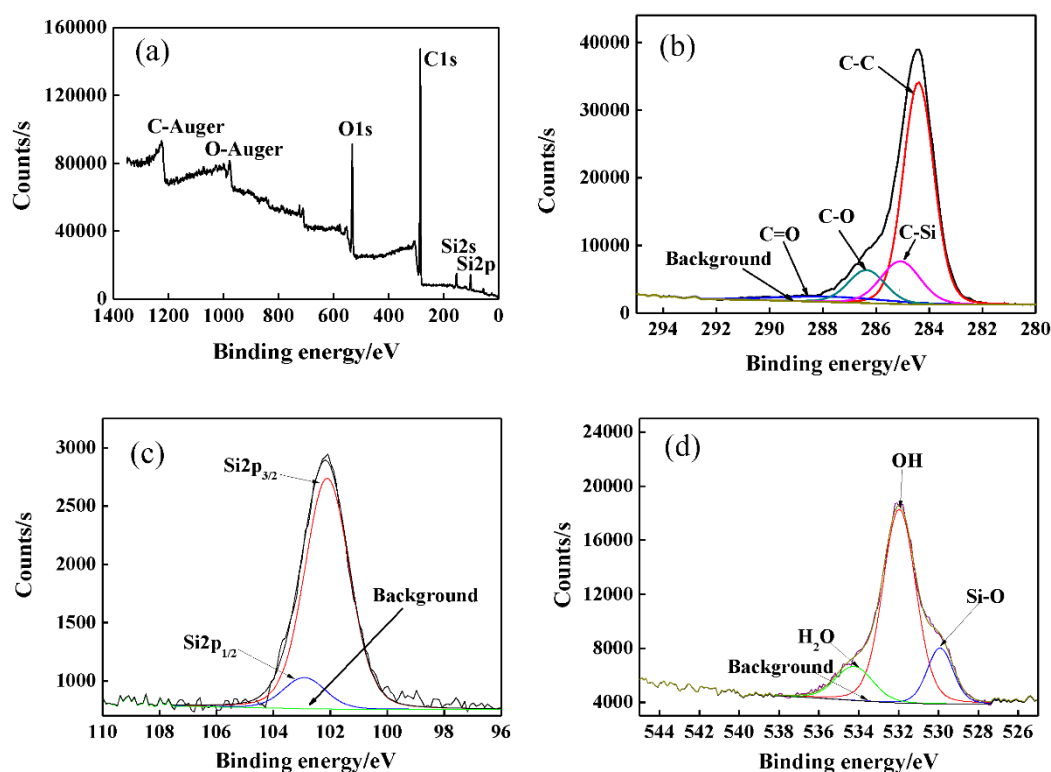 (a)
160000
120000
80000
40000
0
Counts/s
C1s
O1s
C-Auger
O-Auger
Si2s
Si2p
1400 1200 1000 800 600 400 200 0
Binding energy/eV
(b)
40000
30000
20000
10000
0
Counts/s
C-C
C-O
C-Si
C=O
Background
295 292 290 288 286 284 282 280
Binding energy/eV
(c)
3000
2500
2000
1000
Counts/s
Si2p3/2
Background
Si2p1/2
110 108 106 104 102 100 98 96
Binding energy/eV
(d)
24000
20000
16000
12000
8000
4000
Counts/s
OH
Si-O
H2O
Background
544 542 540 538 536 534 532 530 528 526
Binding energy/eV